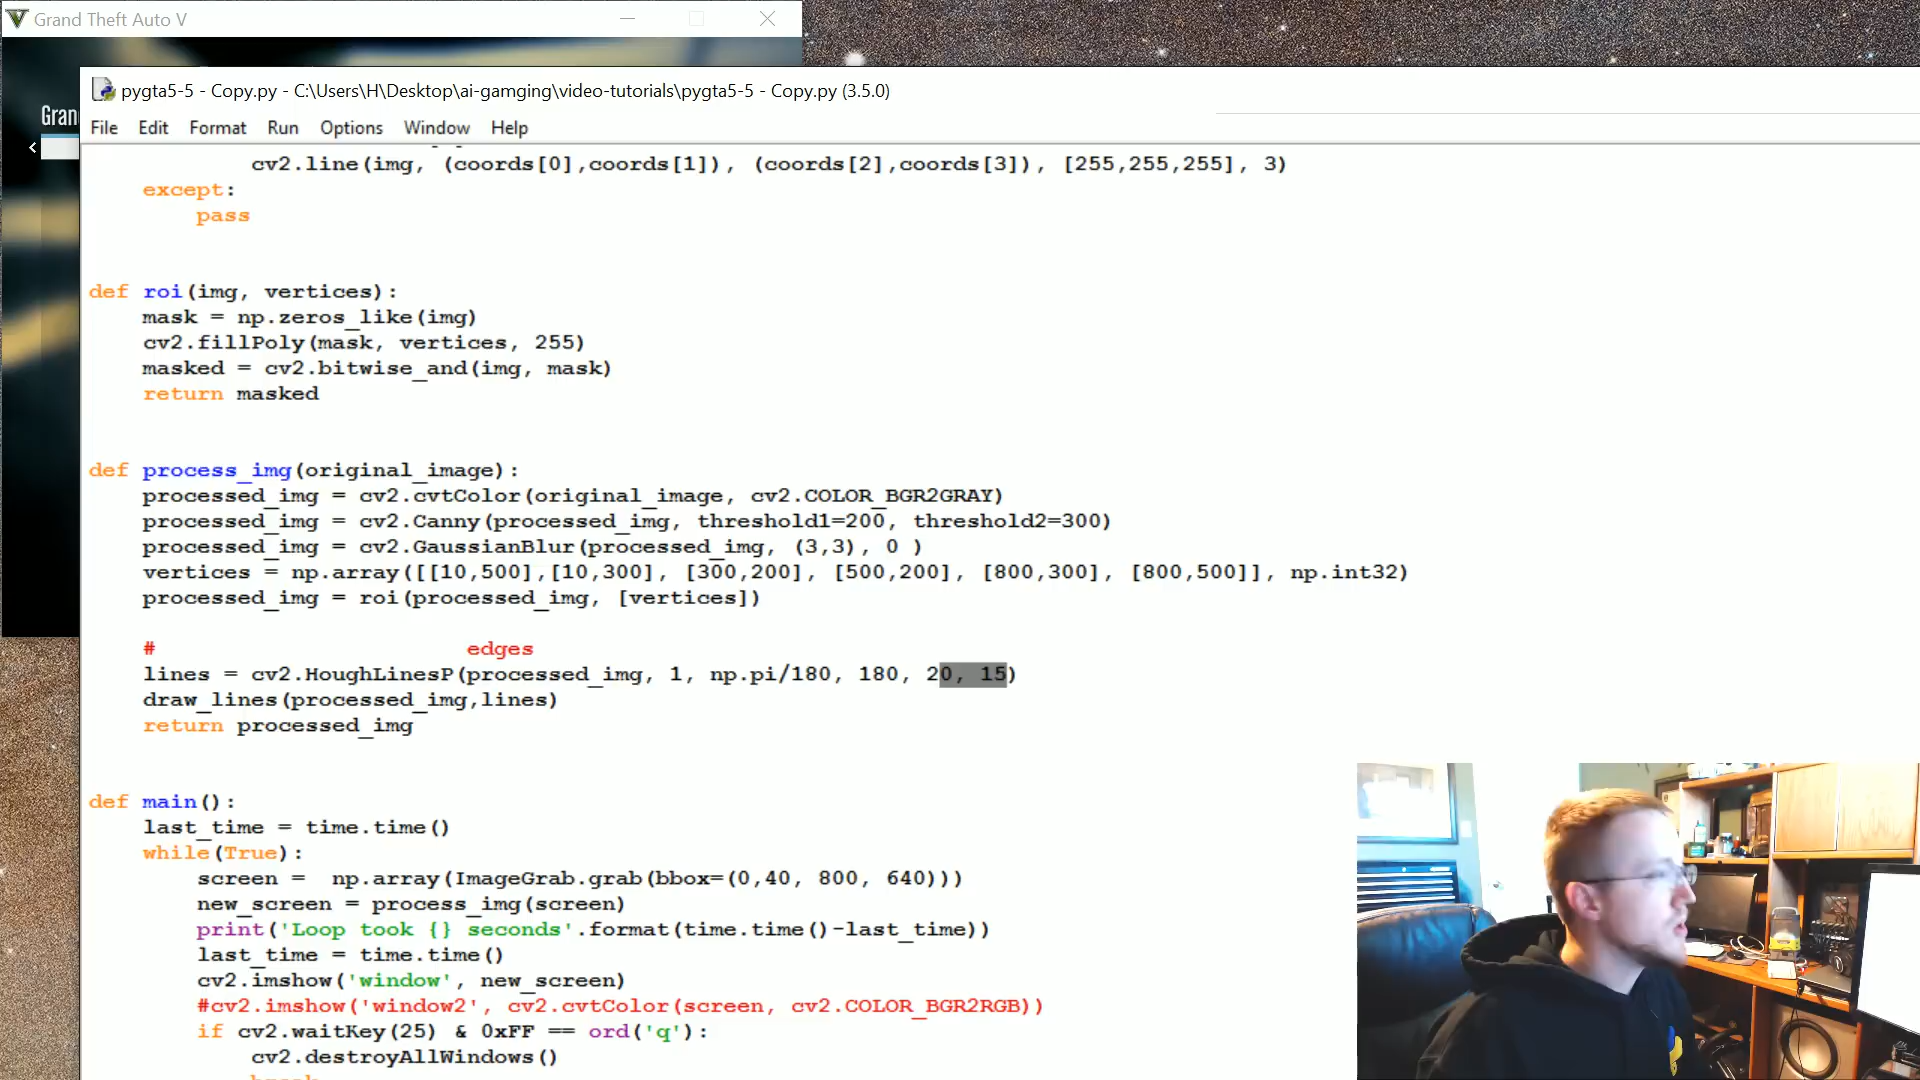 Grand Theft Auto V
pygta5-5 - Copy.py - C:\Users\H\Desktop\ai-gamging\video-tutorials\pygta5-5 - Copy.py (3.5.0)
Gran
File Edit Format Run Options Window Help
cv2.line(img, (coords[0],coords[1]), (coords[2],coords[3]), [255,255,255], 3)
except:
pass
def roi(img, vertices):
mask = np.zeros_like(img)
cv2.fillPoly(mask, vertices, 255)
masked = cv2.bitwise_and(img, mask)
return masked
def process_img(original_image):
processed_img = cv2.cvtColor(original_image, cv2.COLOR_BGR2GRAY)
processed_img = cv2.Canny(processed_img, threshold1=200, threshold2=300)
processed_img = cv2.GaussianBlur(processed_img, (3,3), 0 )
vertices = np.array([[10,500],[10,300], [300,200], [500,200], [800,300], [800,500]], np.int32)
processed_img = roi(processed_img, [vertices])
# edges
lines = cv2.HoughLinesP(processed_img, 1, np.pi/180, 180, 20, 15)
draw_lines(processed_img,lines)
return processed_img
def main():
last_time = time.time()
while(True):
screen =  np.array(ImageGrab.grab(bbox=(0,40, 800, 640)))
new_screen = process_img(screen)
print('Loop took {} seconds'.format(time.time()-last_time))
last_time = time.time()
cv2.imshow('window', new_screen)
#cv2.imshow('window2', cv2.cvtColor(screen, cv2.COLOR_BGR2RGB))
if cv2.waitKey(25) & 0xFF == ord('q'):
cv2.destroyAllWindows()